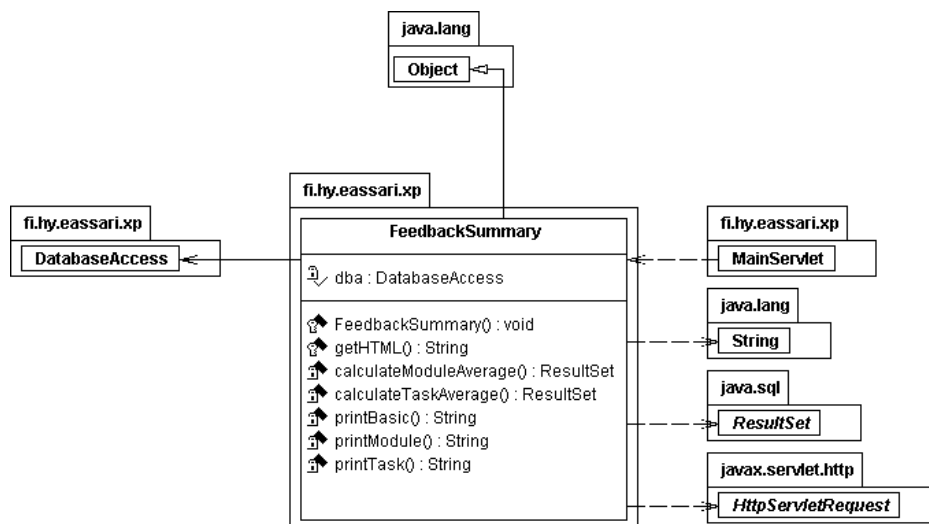 java.lang
Object
fi.hy.eassari.xp
fi.hy.eassari.xp
DatabaseAccess
FeedbackSummary
dba : DatabaseAccess
FeedbackSummary() : void
getHTML() : String
calculateModuleAverage() : ResultSet
calculateTaskAverage() : ResultSet
printBasic() : String
printModule() : String
printTask() : String
fi.hy.eassari.xp
MainServlet
java.lang
String
java.sql
ResultSet
javax.servlet.http
HttpServletRequest